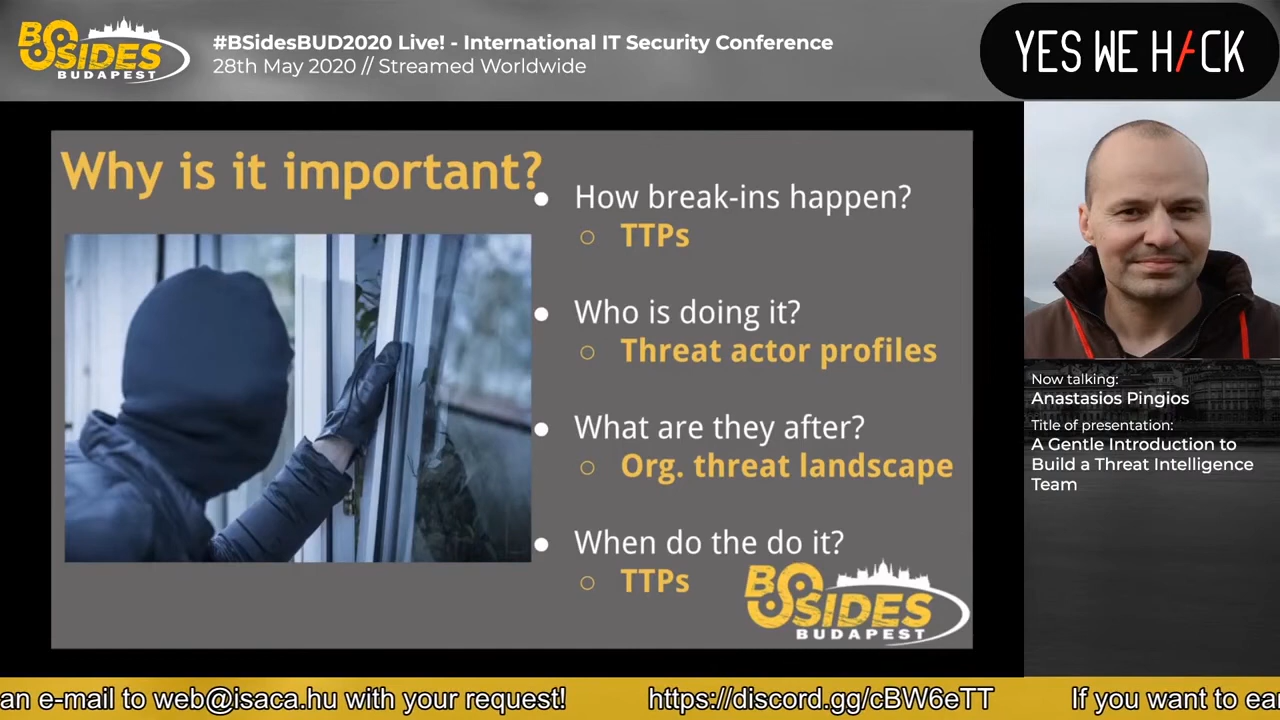 BSIDES
BUDAPEST
#BSidesBUD2020 Live! - International IT Security Conference
28th May 2020 // Streamed Worldwide
YES WE H/CK
Why is it important?
● How break-ins happen?
○ TTPs
● Who is doing it?
○ Threat actor profiles
● What are they after?
○ Org. threat landscape
● When do the do it?
○ TTPs
BSIDES
BUDAPEST
Now talking:
Anastasios Pingios
Title of presentation:
A Gentle Introduction to
Build a Threat Intelligence
Team
an e-mail to web@isaca.hu with your request! https://discord.gg/cBW6eTT If you want to ea